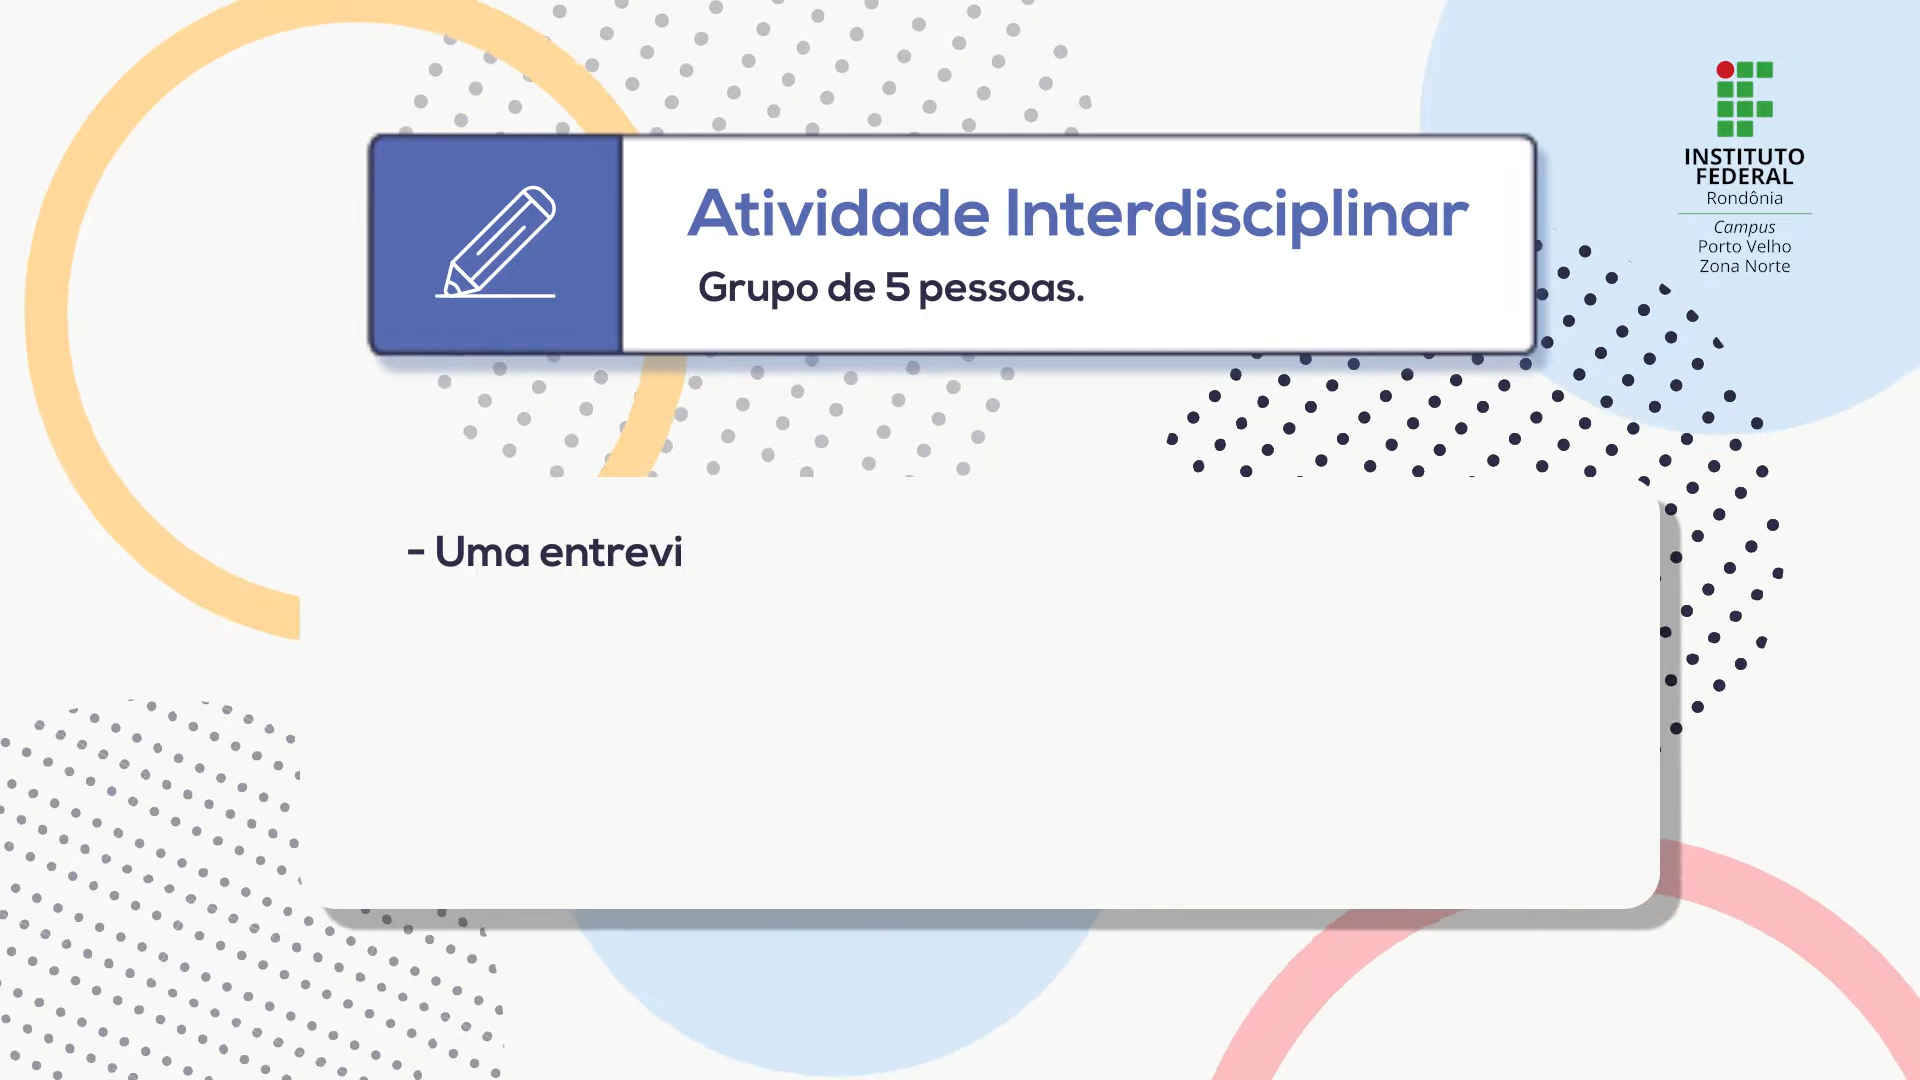 Atividade Interdisciplinar
Grupo de 5 pessoas.
INSTITUTO
FEDERAL
Rondônia
Campus
Porto Velho
Zona Norte
- Uma entrevi